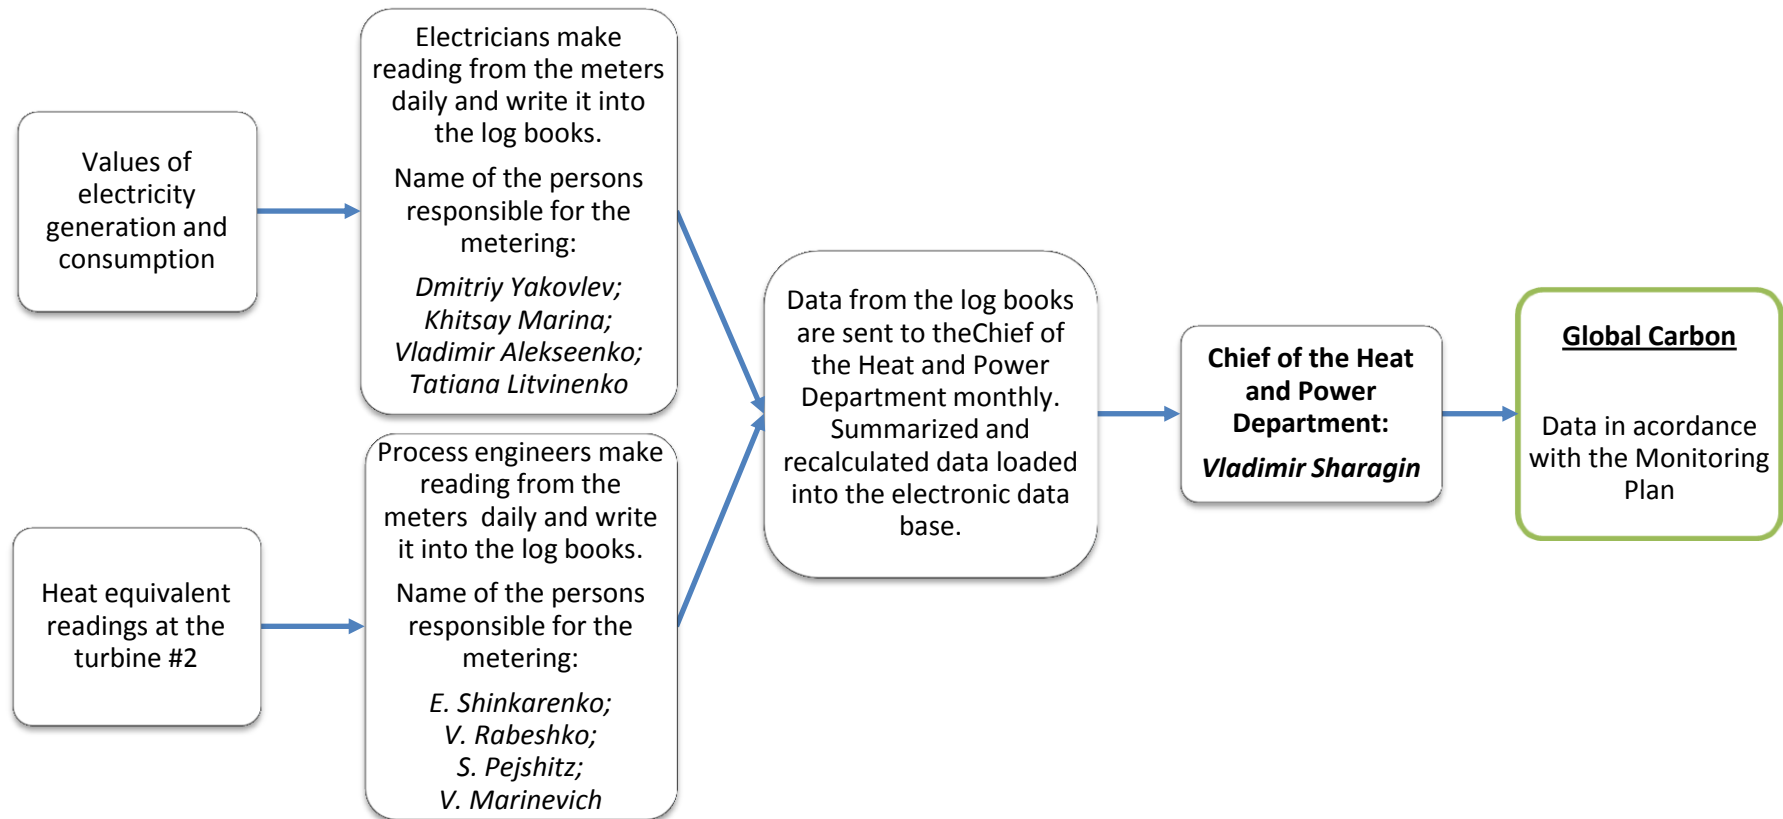 Values of
electricity
generation and
consumption
Electricians make
reading from the meters
daily and write it into
the log books.
Name of the persons
responsible for the
metering:
Dmitriy Yakovlev;
Khitsay Marina;
Vladimir Alekseenko;
Tatiana Litvinenko
Heat equivalent
readings at the
turbine #2
Process engineers make
reading from the
meters  daily and write
it into the log books.
Name of the persons
responsible for the
metering:
E. Shinkarenko;
V. Rabeshko;
S. Pejshitz;
V. Marinevich
Data from the log books
are sent to theChief of
the Heat and Power
Department monthly.
Summarized and
recalculated data loaded
into the electronic data
base.
Chief of the Heat
and Power
Department:
Vladimir Sharagin
Global Carbon
Data in acordance
with the Monitoring
Plan